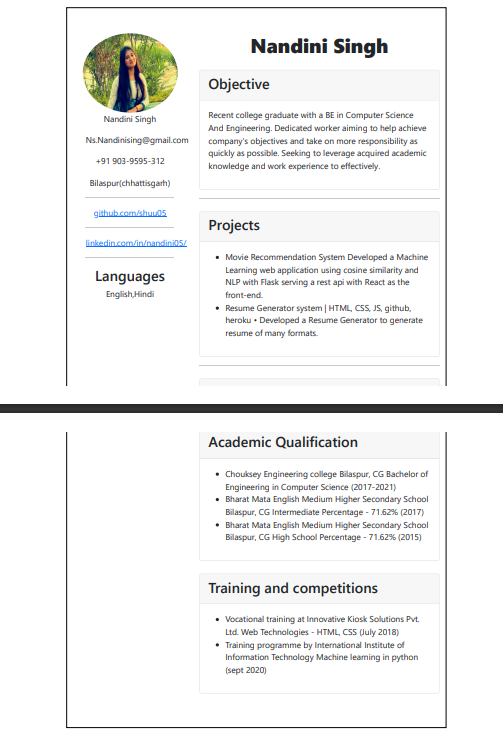 Nandini Singh
Ns.Nandinising@gmail.com
+91 903-9595-312
Bilaspur(chhattisgarh)
github.com/shuu05
linkedin.com/in/nandini05/
Languages
English,Hindi
Nandini Singh
Objective
Recent college graduate with a BE in Computer Science
And Engineering. Dedicated worker aiming to help achieve
company's objectives and take on more responsibility as
quickly as possible. Seeking to leverage acquired academic
knowledge and work experience to effectively.
Projects
• Movie Recommendation System Developed a Machine
Learning web application using cosine similarity and
NLP with Flask serving a rest api with React as the
front-end.
• Resume Generator system | HTML, CSS, JS, github,
heroku • Developed a Resume Generator to generate
resume of many formats.
Academic Qualification
• Chouksey Engineering college Bilaspur, CG Bachelor of
Engineering in Computer Science (2017-2021)
• Bharat Mata English Medium Higher Secondary School
Bilaspur, CG Intermediate Percentage - 71.62% (2017)
• Bharat Mata English Medium Higher Secondary School
Bilaspur, CG High School Percentage - 71.62% (2015)
Training and competitions
• Vocational training at Innovative Kiosk Solutions Pvt.
Ltd. Web Technologies - HTML, CSS (July 2018)
• Training programme by International Institute of
Information Technology Machine learning in python
(sept 2020)